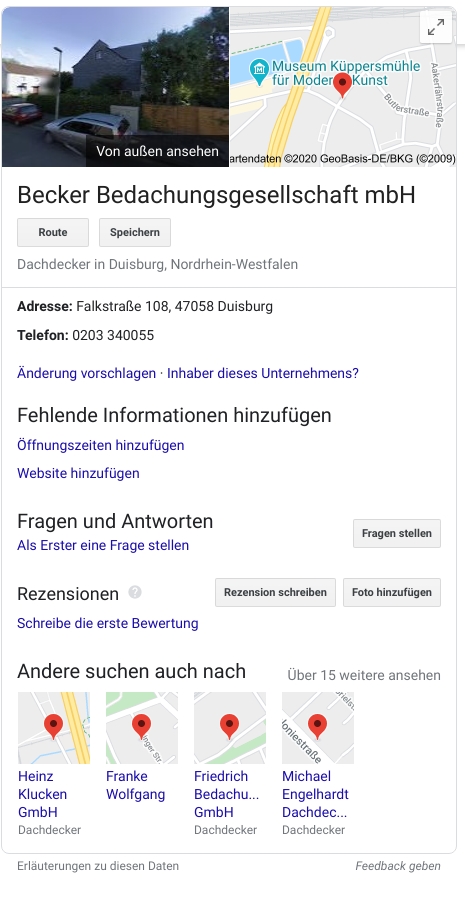 Museum Küppersmühle
für Moderne Kunst
Aakerfährstraße
Butlerstraße
Von außen ansehen
artendaten ©2020 GeoBasis-DE/BKG (©2009)
Becker Bedachungsgesellschaft mbH
Route
Speichern
Dachdecker in Duisburg, Nordrhein-Westfalen
Adresse: Falkstraße 108, 47058 Duisburg
Telefon: 0203 340055
Änderung vorschlagen · Inhaber dieses Unternehmens?
Fehlende Informationen hinzufügen
Öffnungszeiten hinzufügen
Website hinzufügen
Fragen und Antworten
Fragen stellen
Als Erster eine Frage stellen
Rezensionen ?
Rezension schreiben
Foto hinzufügen
Schreibe die erste Bewertung
Andere suchen auch nach
Über 15 weitere ansehen
nger Str.
loniestraße
Heinz
Klucken
GmbH
Dachdecker
Franke
Wolfgang
Friedrich
Bedachu...
GmbH
Dachdecker
Michael
Engelhardt
Dachdec...
Dachdecker
Erläuterungen zu diesen Daten
Feedback geben